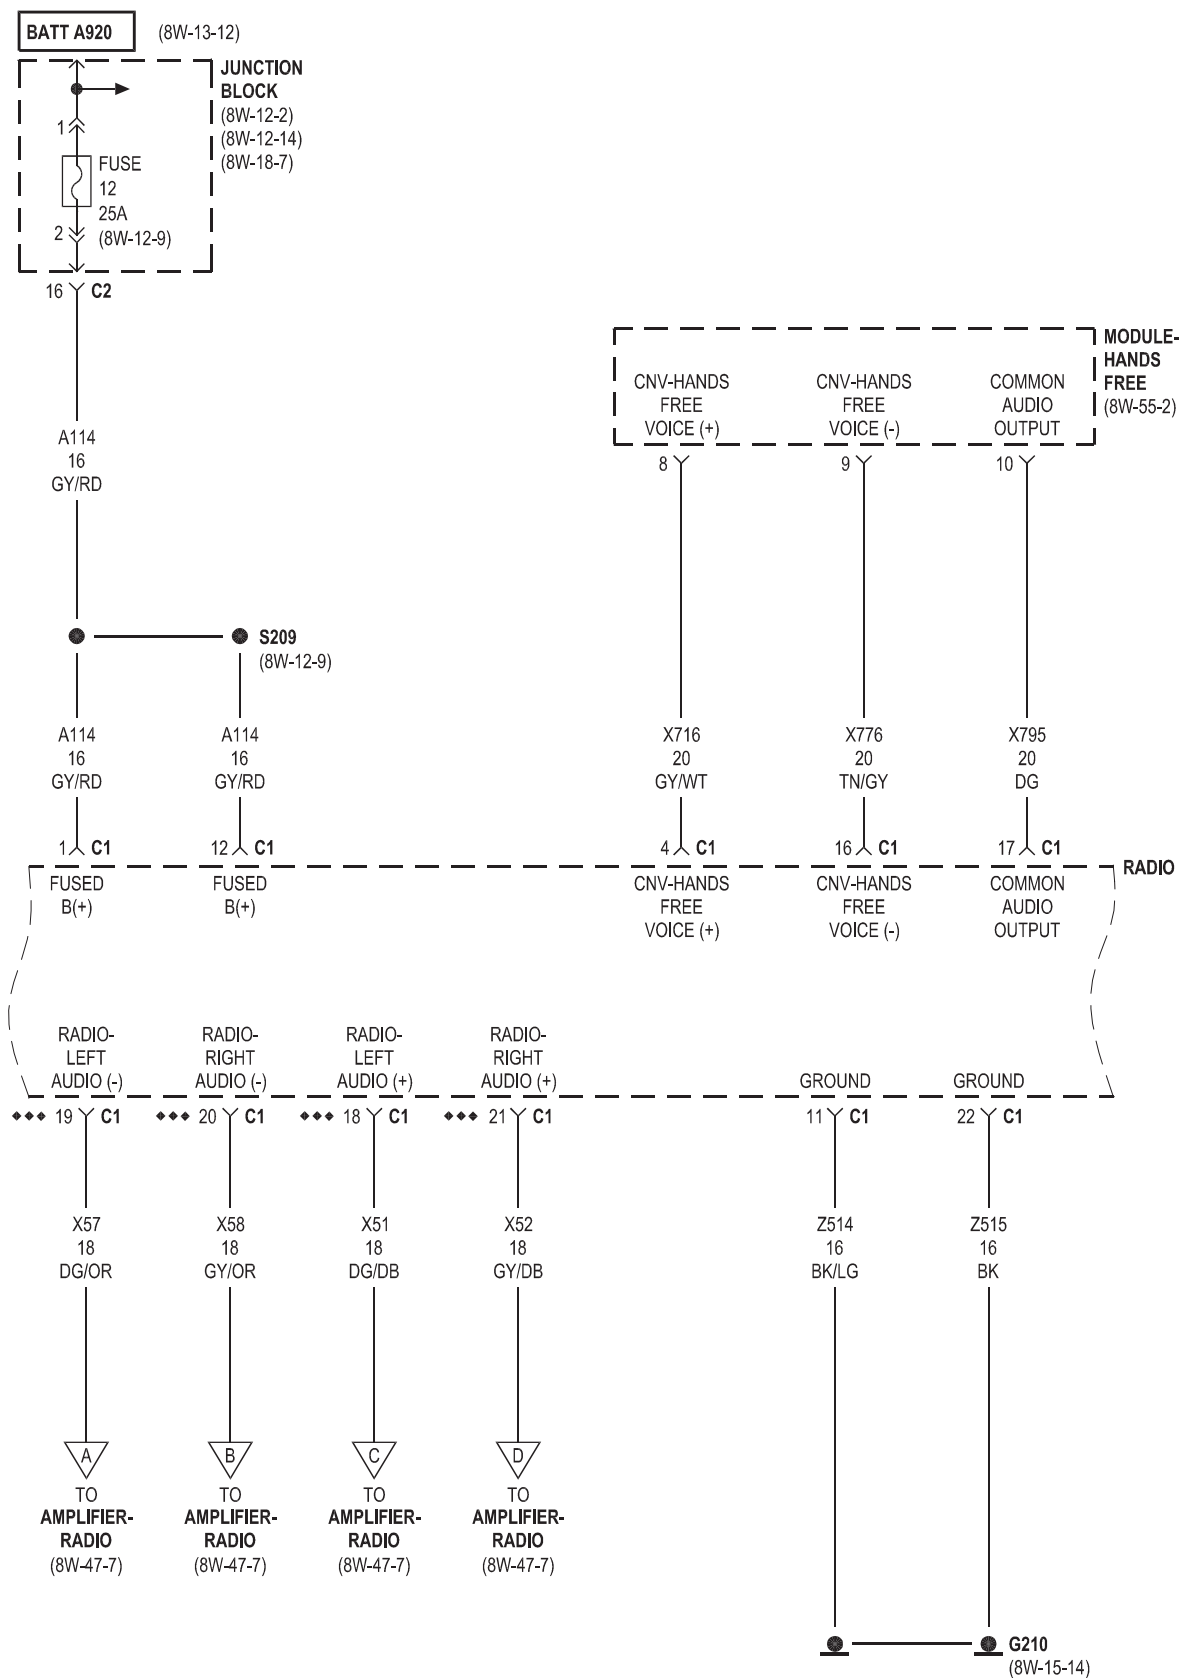 BATT A920 (8W-13-12)
JUNCTION
BLOCK
(8W-12-2)
(8W-12-14)
(8W-18-7)
1
FUSE
12
25A
2 (8W-12-9)
16 C2
MODULE-
HANDS
FREE
(8W-55-2)
CNV-HANDS
FREE
VOICE (+)
CNV-HANDS
FREE
VOICE (-)
COMMON
AUDIO
OUTPUT
8 9 10
A114
16
GY/RD
S209
(8W-12-9)
A114
16
GY/RD
A114
16
GY/RD
X716
20
GY/WT
X776
20
TN/GY
X795
20
DG
1 C1 12 C1 4 C1 16 C1 17 C1
RADIO
FUSED
B(+)
FUSED
B(+)
CNV-HANDS
FREE
VOICE (+)
CNV-HANDS
FREE
VOICE (-)
COMMON
AUDIO
OUTPUT
RADIO-
LEFT
AUDIO (-)
RADIO-
RIGHT
AUDIO (-)
RADIO-
LEFT
AUDIO (+)
RADIO-
RIGHT
AUDIO (+)
GROUND GROUND
19 C1 20 C1 18 C1 21 C1 11 C1 22 C1
X57
18
DG/OR
X58
18
GY/OR
X51
18
DG/DB
X52
18
GY/DB
Z514
16
BK/LG
Z515
16
BK
A
TO
AMPLIFIER-
RADIO
(8W-47-7)
B
TO
AMPLIFIER-
RADIO
(8W-47-7)
C
TO
AMPLIFIER-
RADIO
(8W-47-7)
D
TO
AMPLIFIER-
RADIO
(8W-47-7)
G210
(8W-15-14)